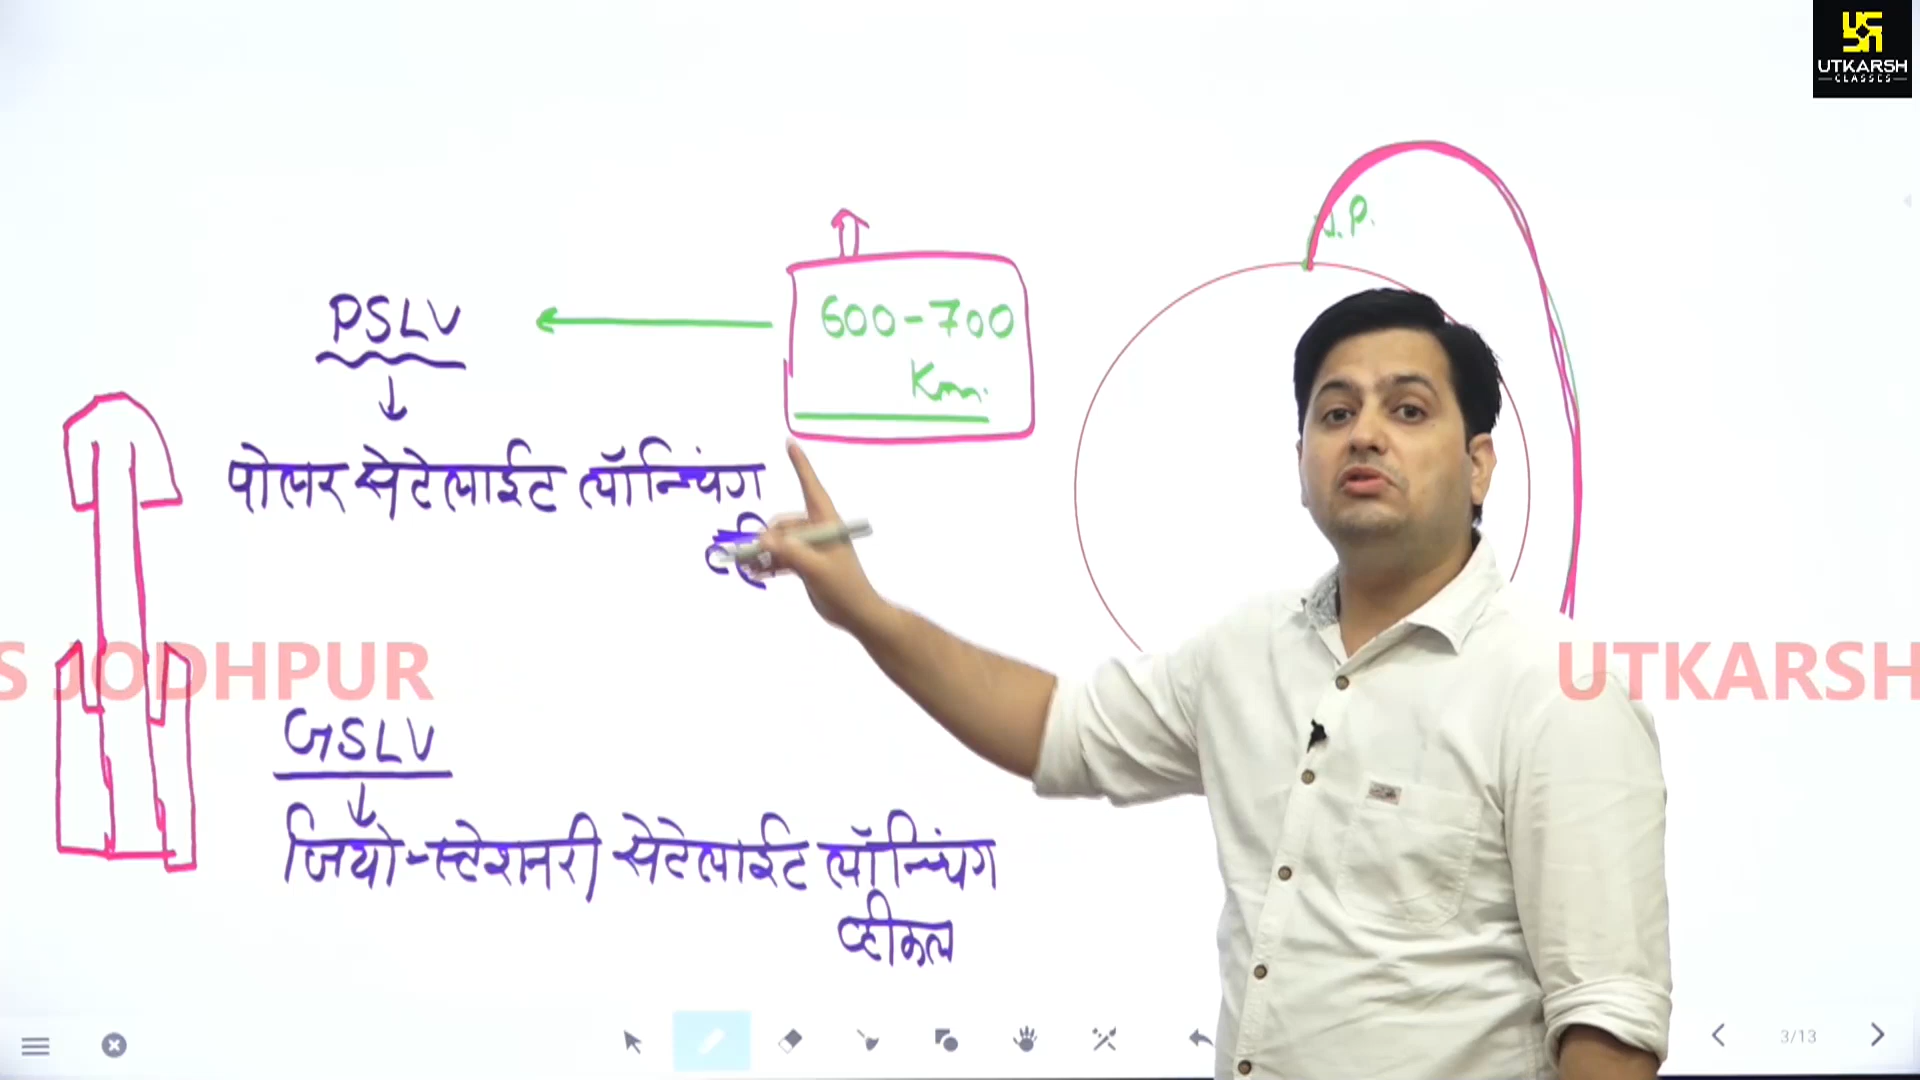 UTKARSH
CLASSES
N.P.
PSLV
600-700
Km.
पोलर सेटेलाईट लॉन्चिंग
S JODHPUR
UTKARSH
GSLV
जियो-स्टेशनरी सेटेलाईट लॉन्चिंग
व्हीकल
3/13